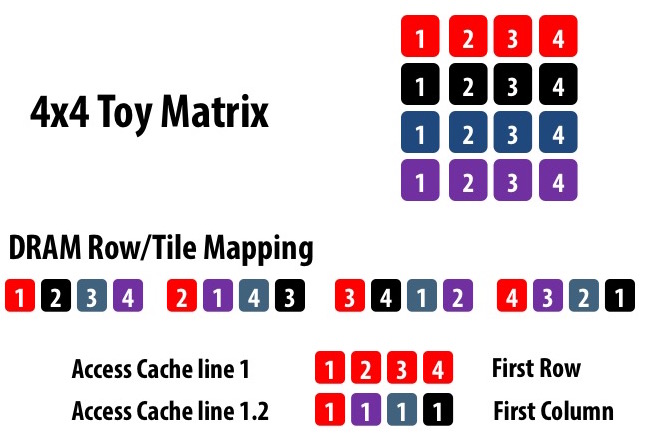 1 2 3 4
1 2 3 4
4x4 Toy Matrix
1 2 3 4
1 2 3 4
DRAM Row/Tile Mapping
1 2 3 4 2 1 4 3 3 4 1 2 4 3 2 1
Access Cache line 1 1 2 3 4 First Row
Access Cache line 1.2 1 1 1 1 First Column